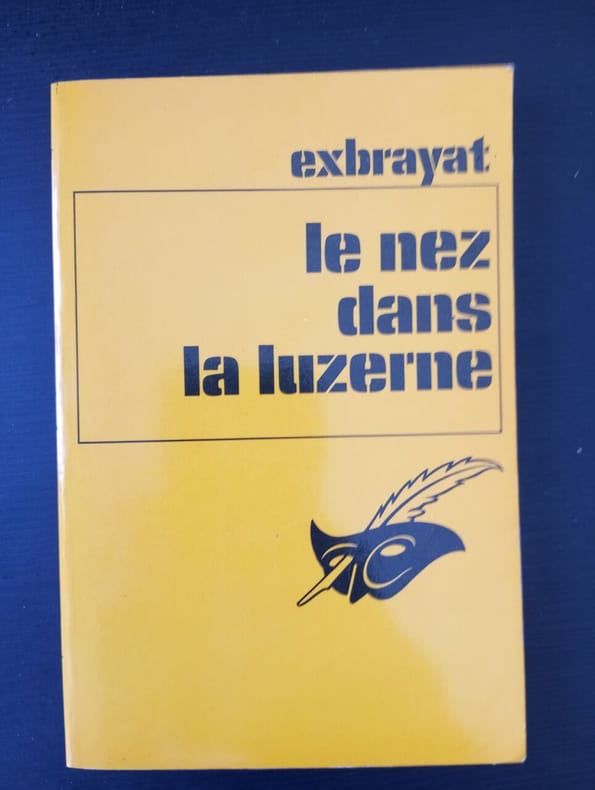 exbrayat
le nez
dans
la luzerne